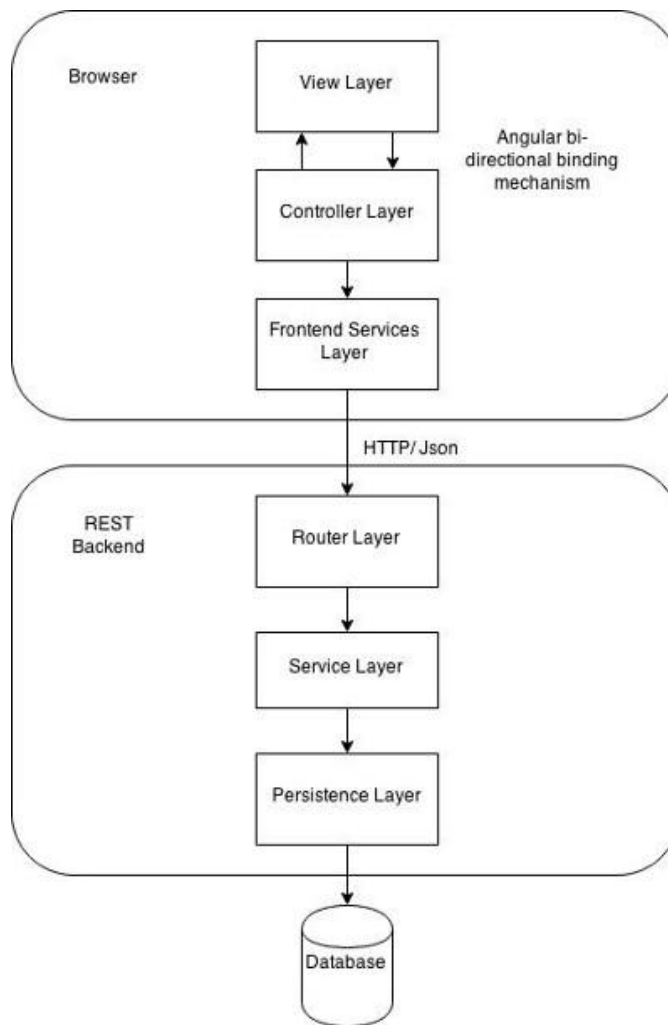 Browser
View Layer
Angular bi-
directional binding
mechanism
Controller Layer
Frontend Services
Layer
HTTP/ Json
REST
Backend
Router Layer
Service Layer
Persistence Layer
Database